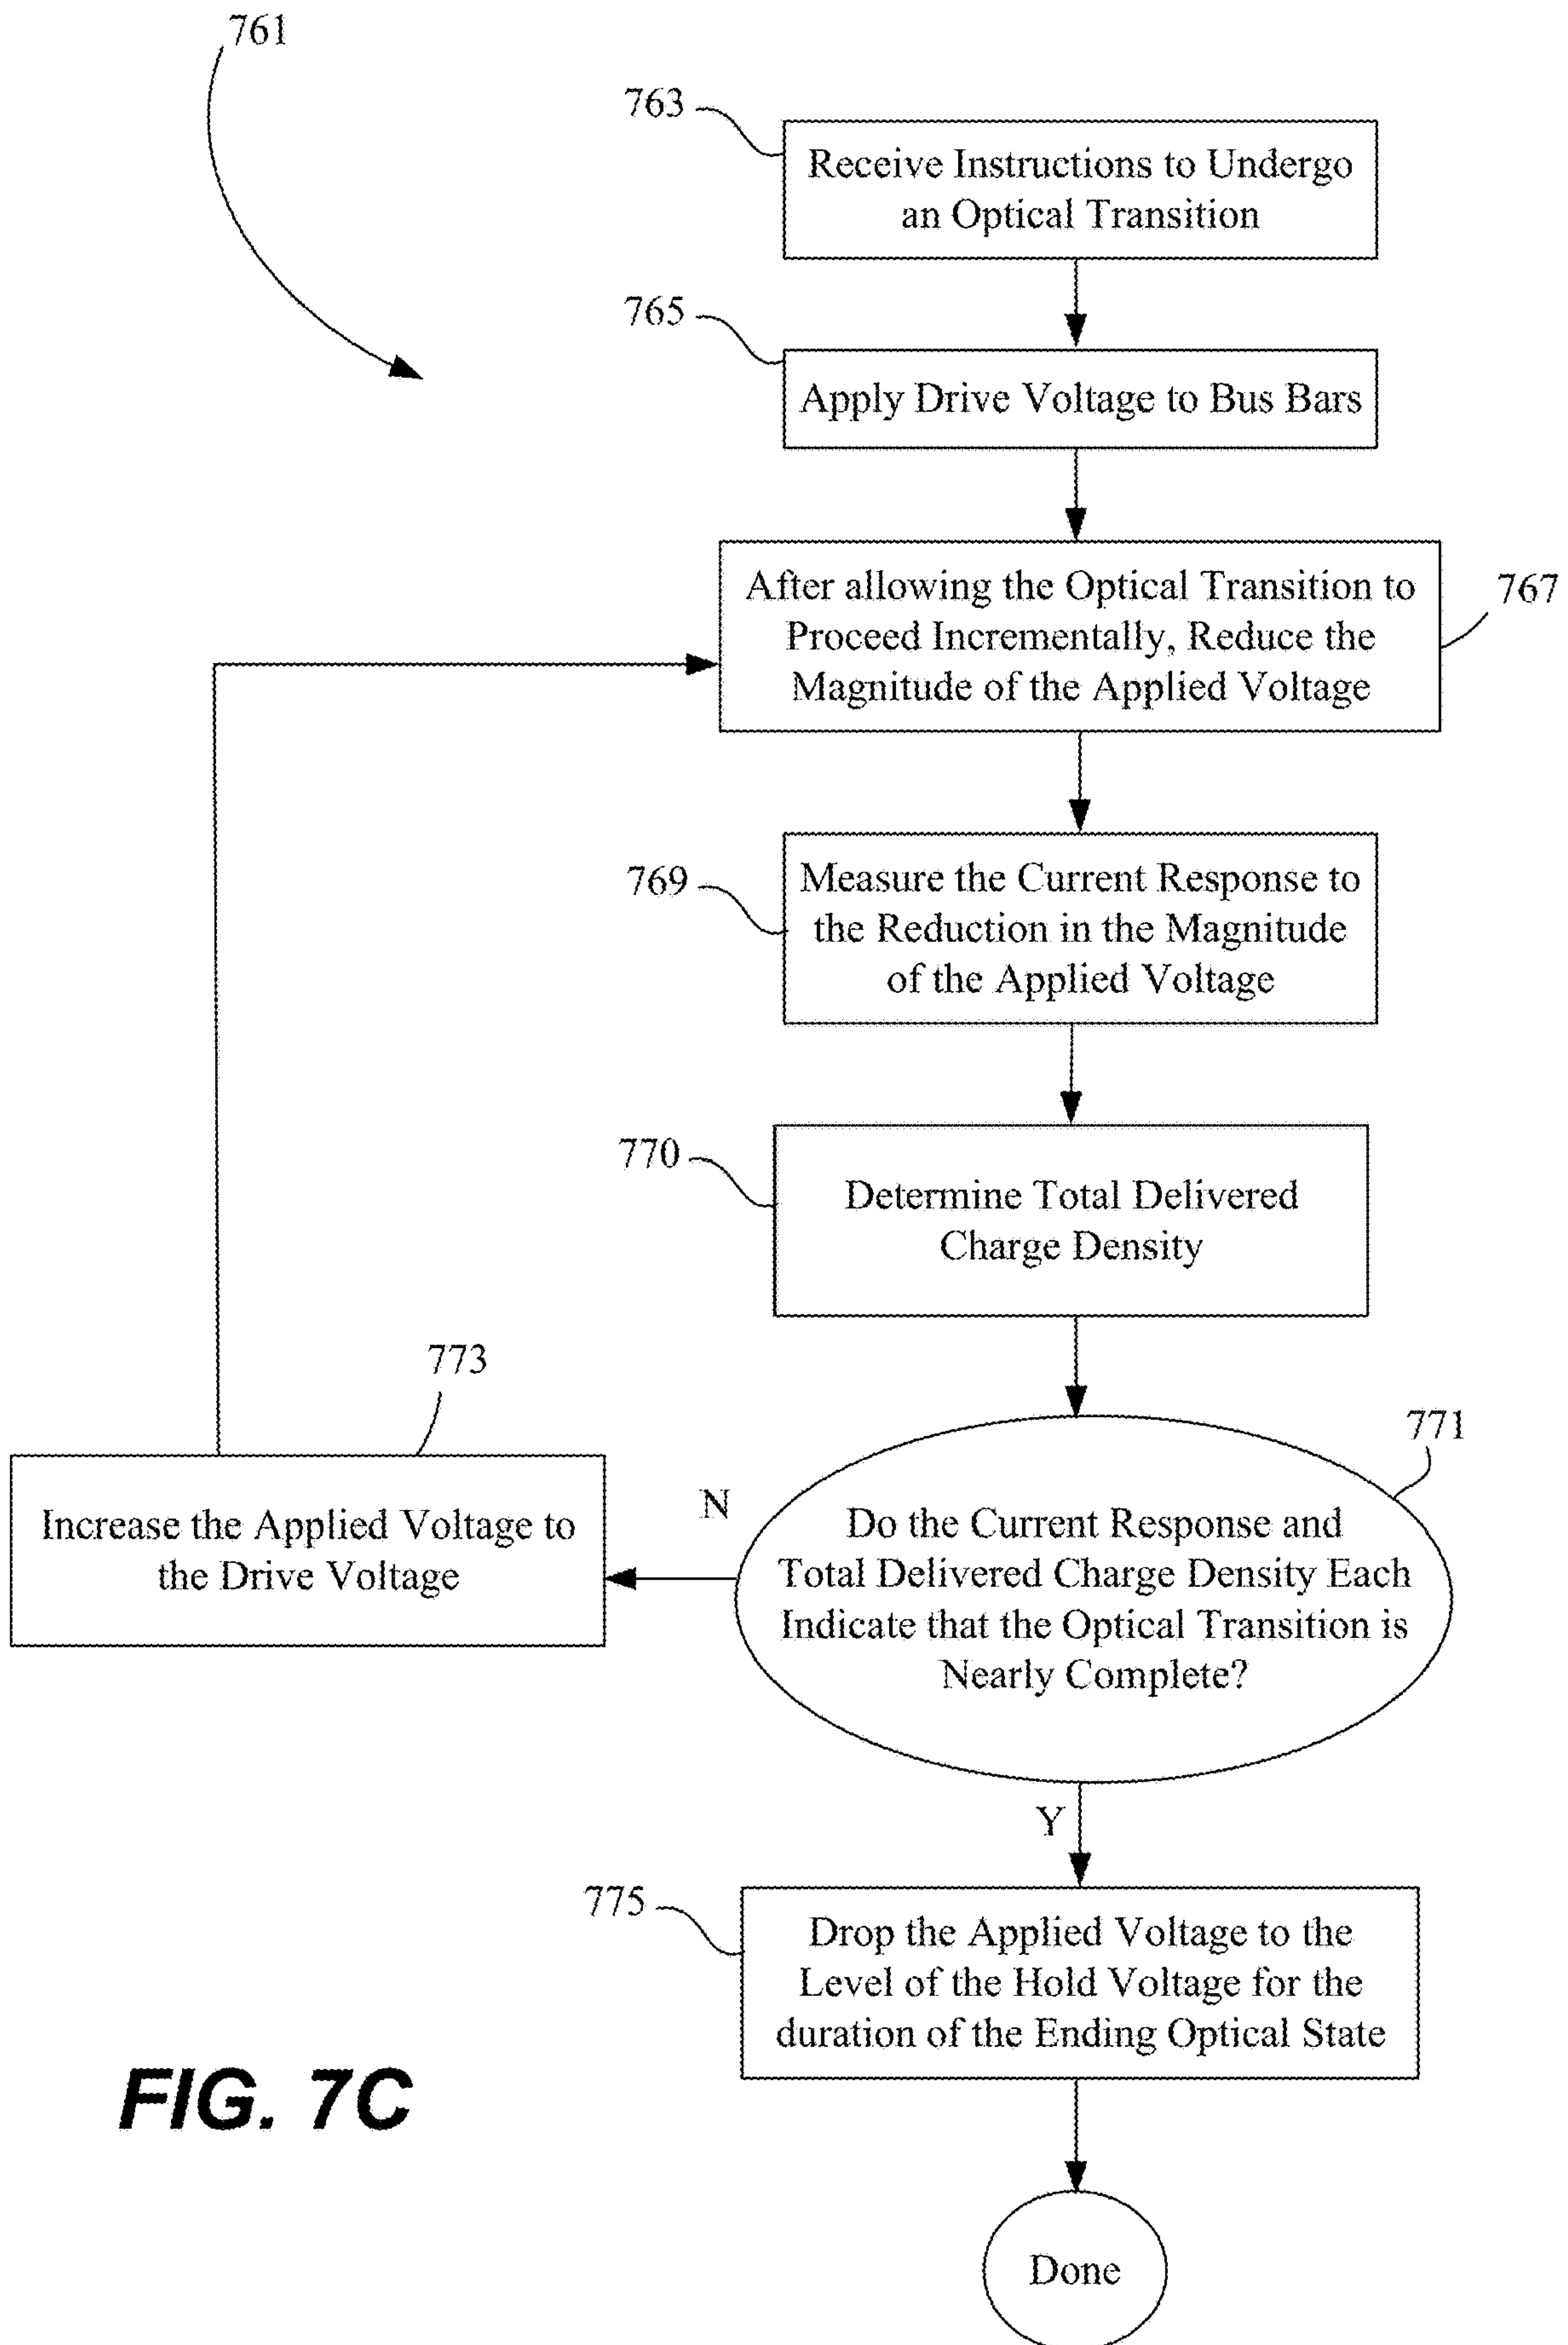 761
763
Receive Instructions to Undergo
an Optical Transition
765
Apply Drive Voltage to Bus Bars
After allowing the Optical Transition to
Proceed Incrementally, Reduce the
Magnitude of the Applied Voltage
767
769
Measure the Current Response to
the Reduction in the Magnitude
of the Applied Voltage
770
Determine Total Delivered
Charge Density
773
Increase the Applied Voltage to
the Drive Voltage
N
771
Do the Current Response and
Total Delivered Charge Density Each
Indicate that the Optical Transition is
Nearly Complete?
Y
775
Drop the Applied Voltage to the
Level of the Hold Voltage for the
duration of the Ending Optical State
FIG. 7C
Done